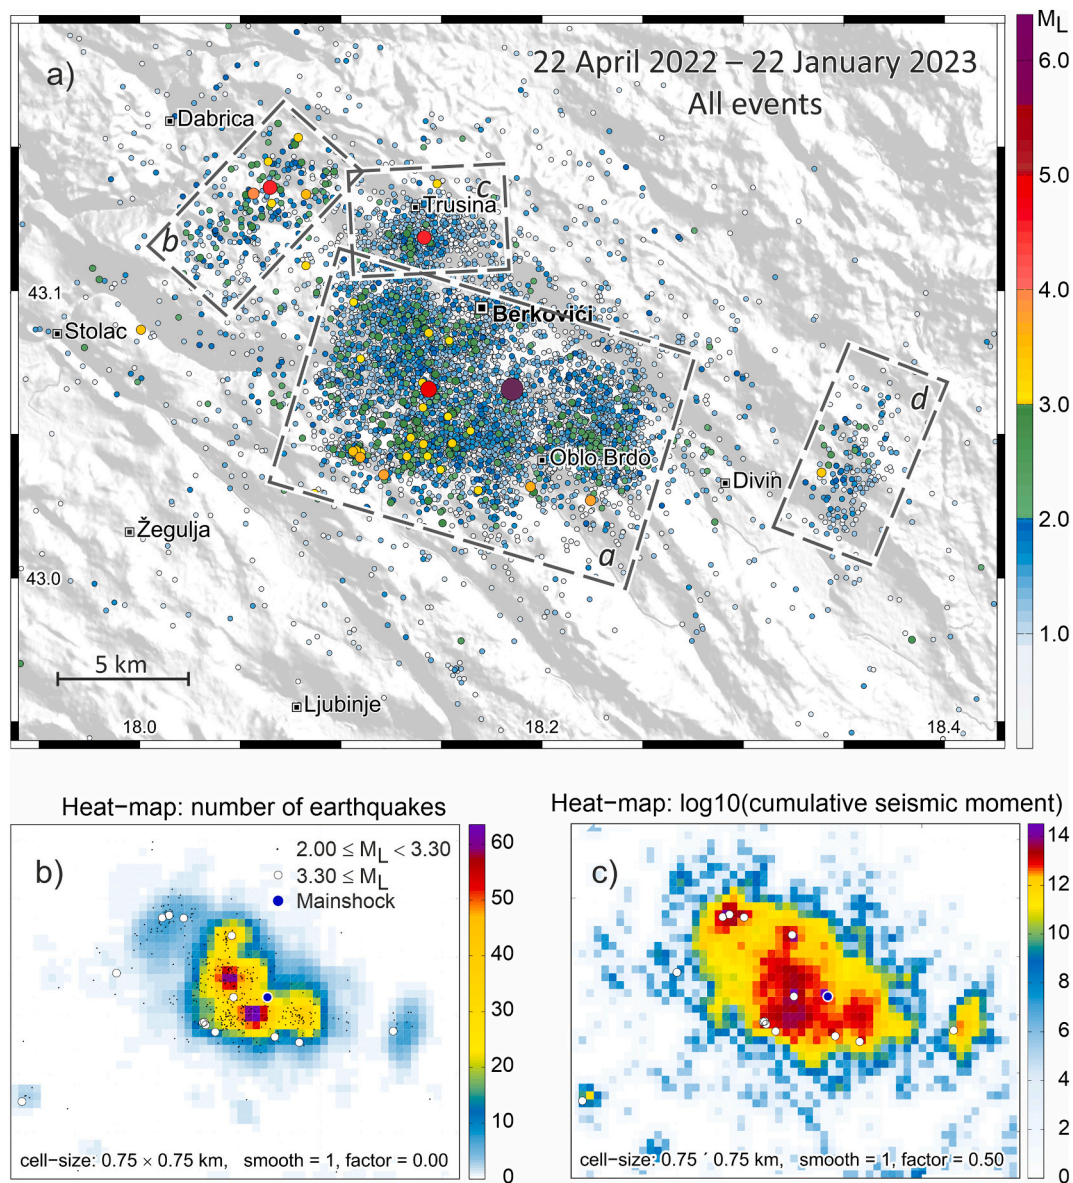 M_L
a)
22 April 2022 – 22 January 2023
All events
6.0
5.0
4.0
3.0
2.0
1.0
Dabrica
b
c
Trusina
43.1
Stolac
Berkovići
d
Oblo Brdo
Divin
Žegulja
a
43.0
5 km
Ljubinje
18.0
18.2
18.4
Heat−map: number of earthquakes
b)
2.00 ≤ M_L < 3.30
3.30 ≤ M_L
Mainshock
60
50
40
30
20
10
0
cell-size: 0.75 × 0.75 km, smooth = 1, factor = 0.00
Heat−map: log10(cumulative seismic moment)
c)
14
12
10
8
6
4
2
0
cell-size: 0.75 ´ 0.75 km, smooth = 1, factor = 0.50